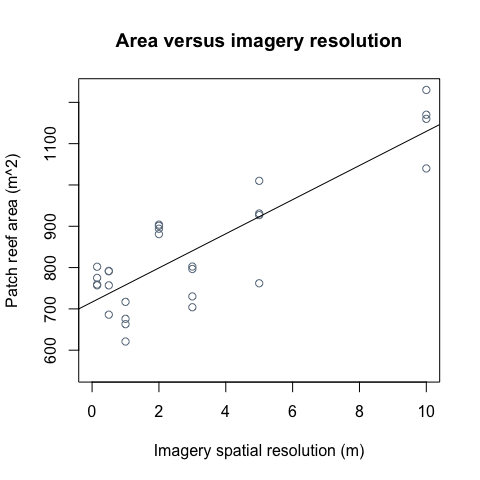 Area versus imagery resolution
Patch reef area (m^2)
1100
900
800
700
600
0 2 4 6 8 10
Imagery spatial resolution (m)